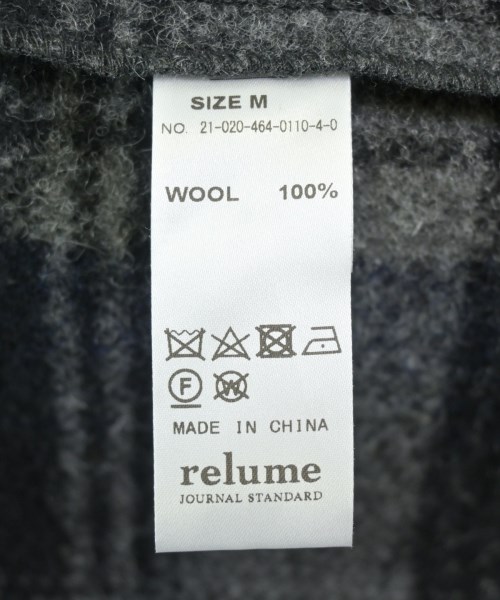 SIZE M
NO. 21-020-464-0110-4-0
WOOL 100%
F W
MADE IN CHINA
relume
JOURNAL STANDARD